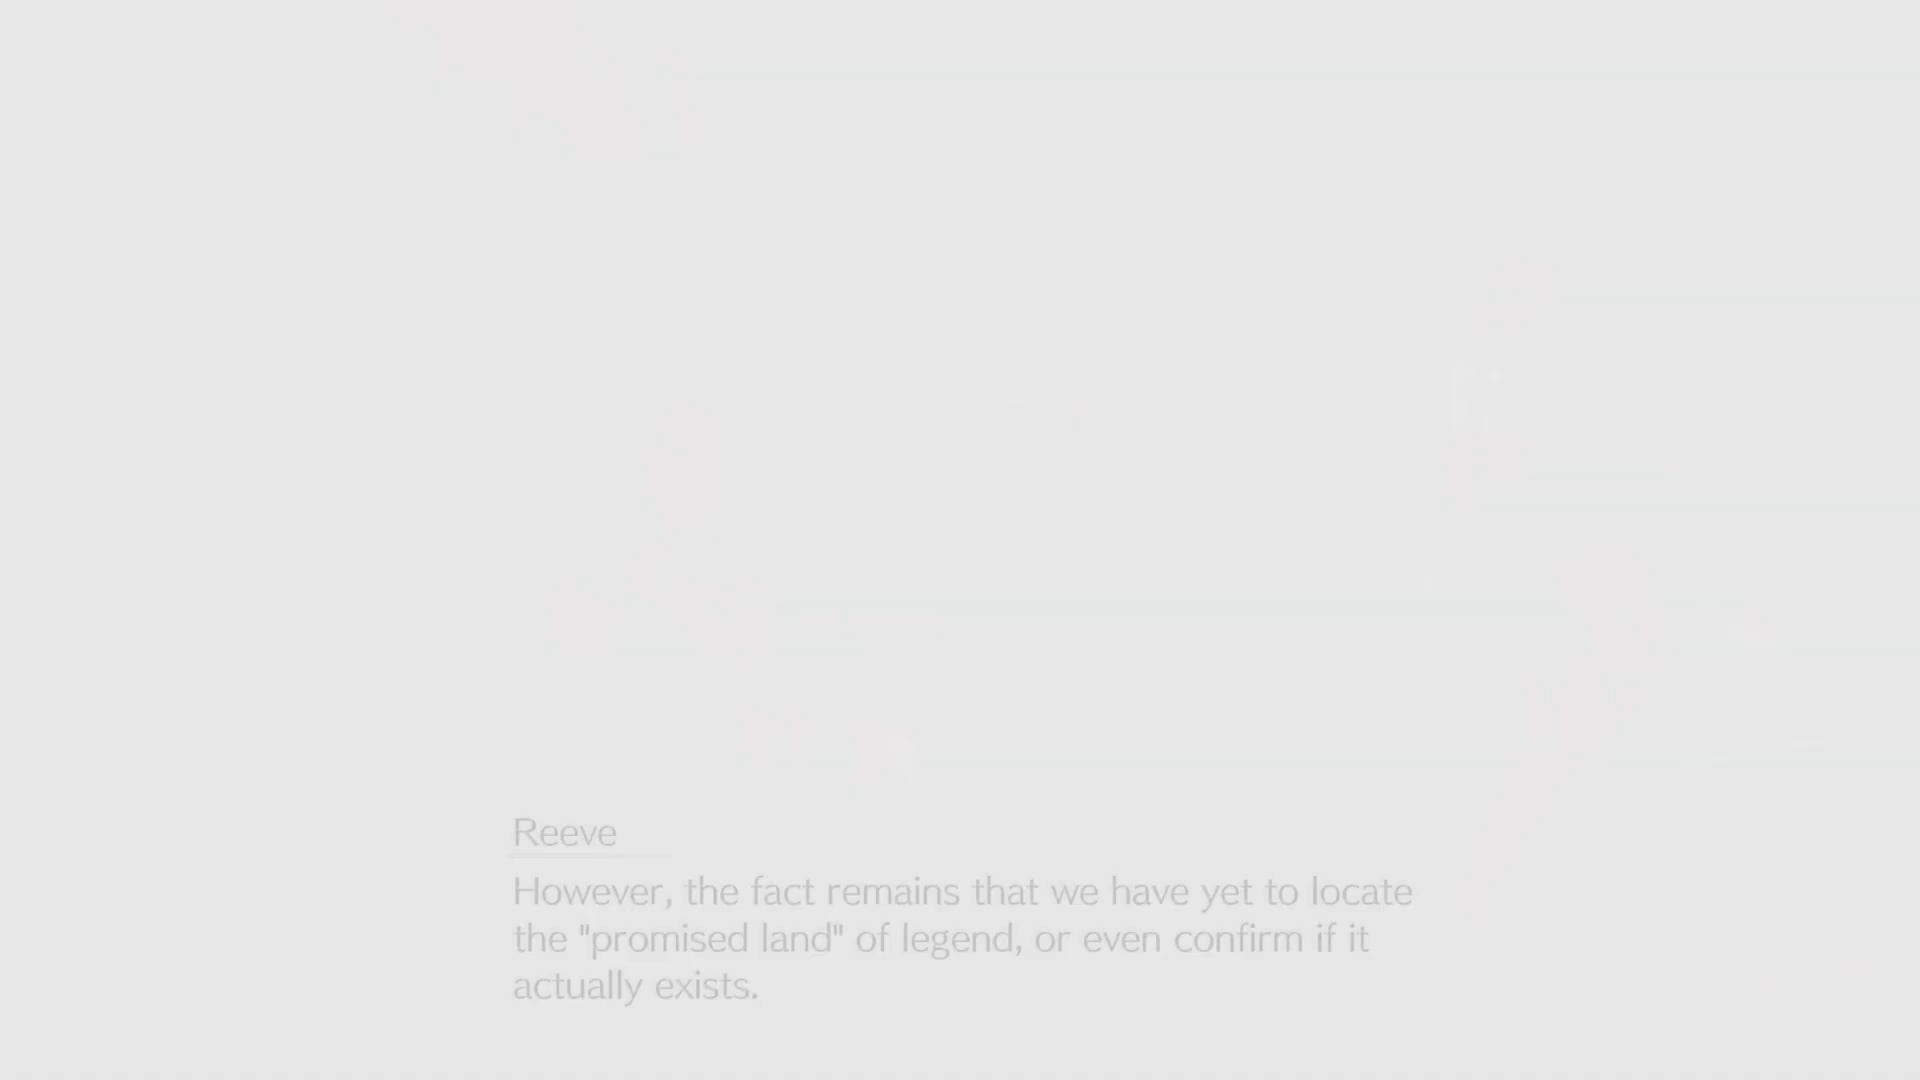 Reeve
However, the fact remains that we have yet to locate
the "promised land" of legend, or even confirm if it
actually exists.